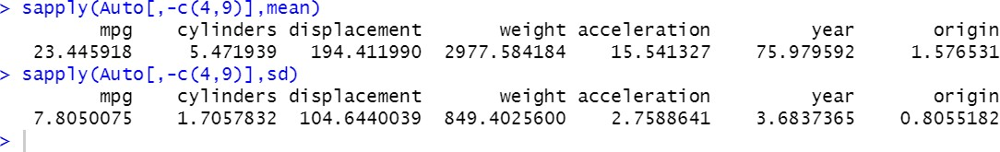 > sapply(Auto[,-c(4,9)],mean)
mpg cylinders displacement weight acceleration year origin
23.445918 5.471939 194.411990 2977.584184 15.541327 75.979592 1.576531
> sapply(Auto[,-c(4,9)],sd)
mpg cylinders displacement weight acceleration year origin
7.8050075 1.7057832 104.6440039 849.4025600 2.7588641 3.6837365 0.8055182
>